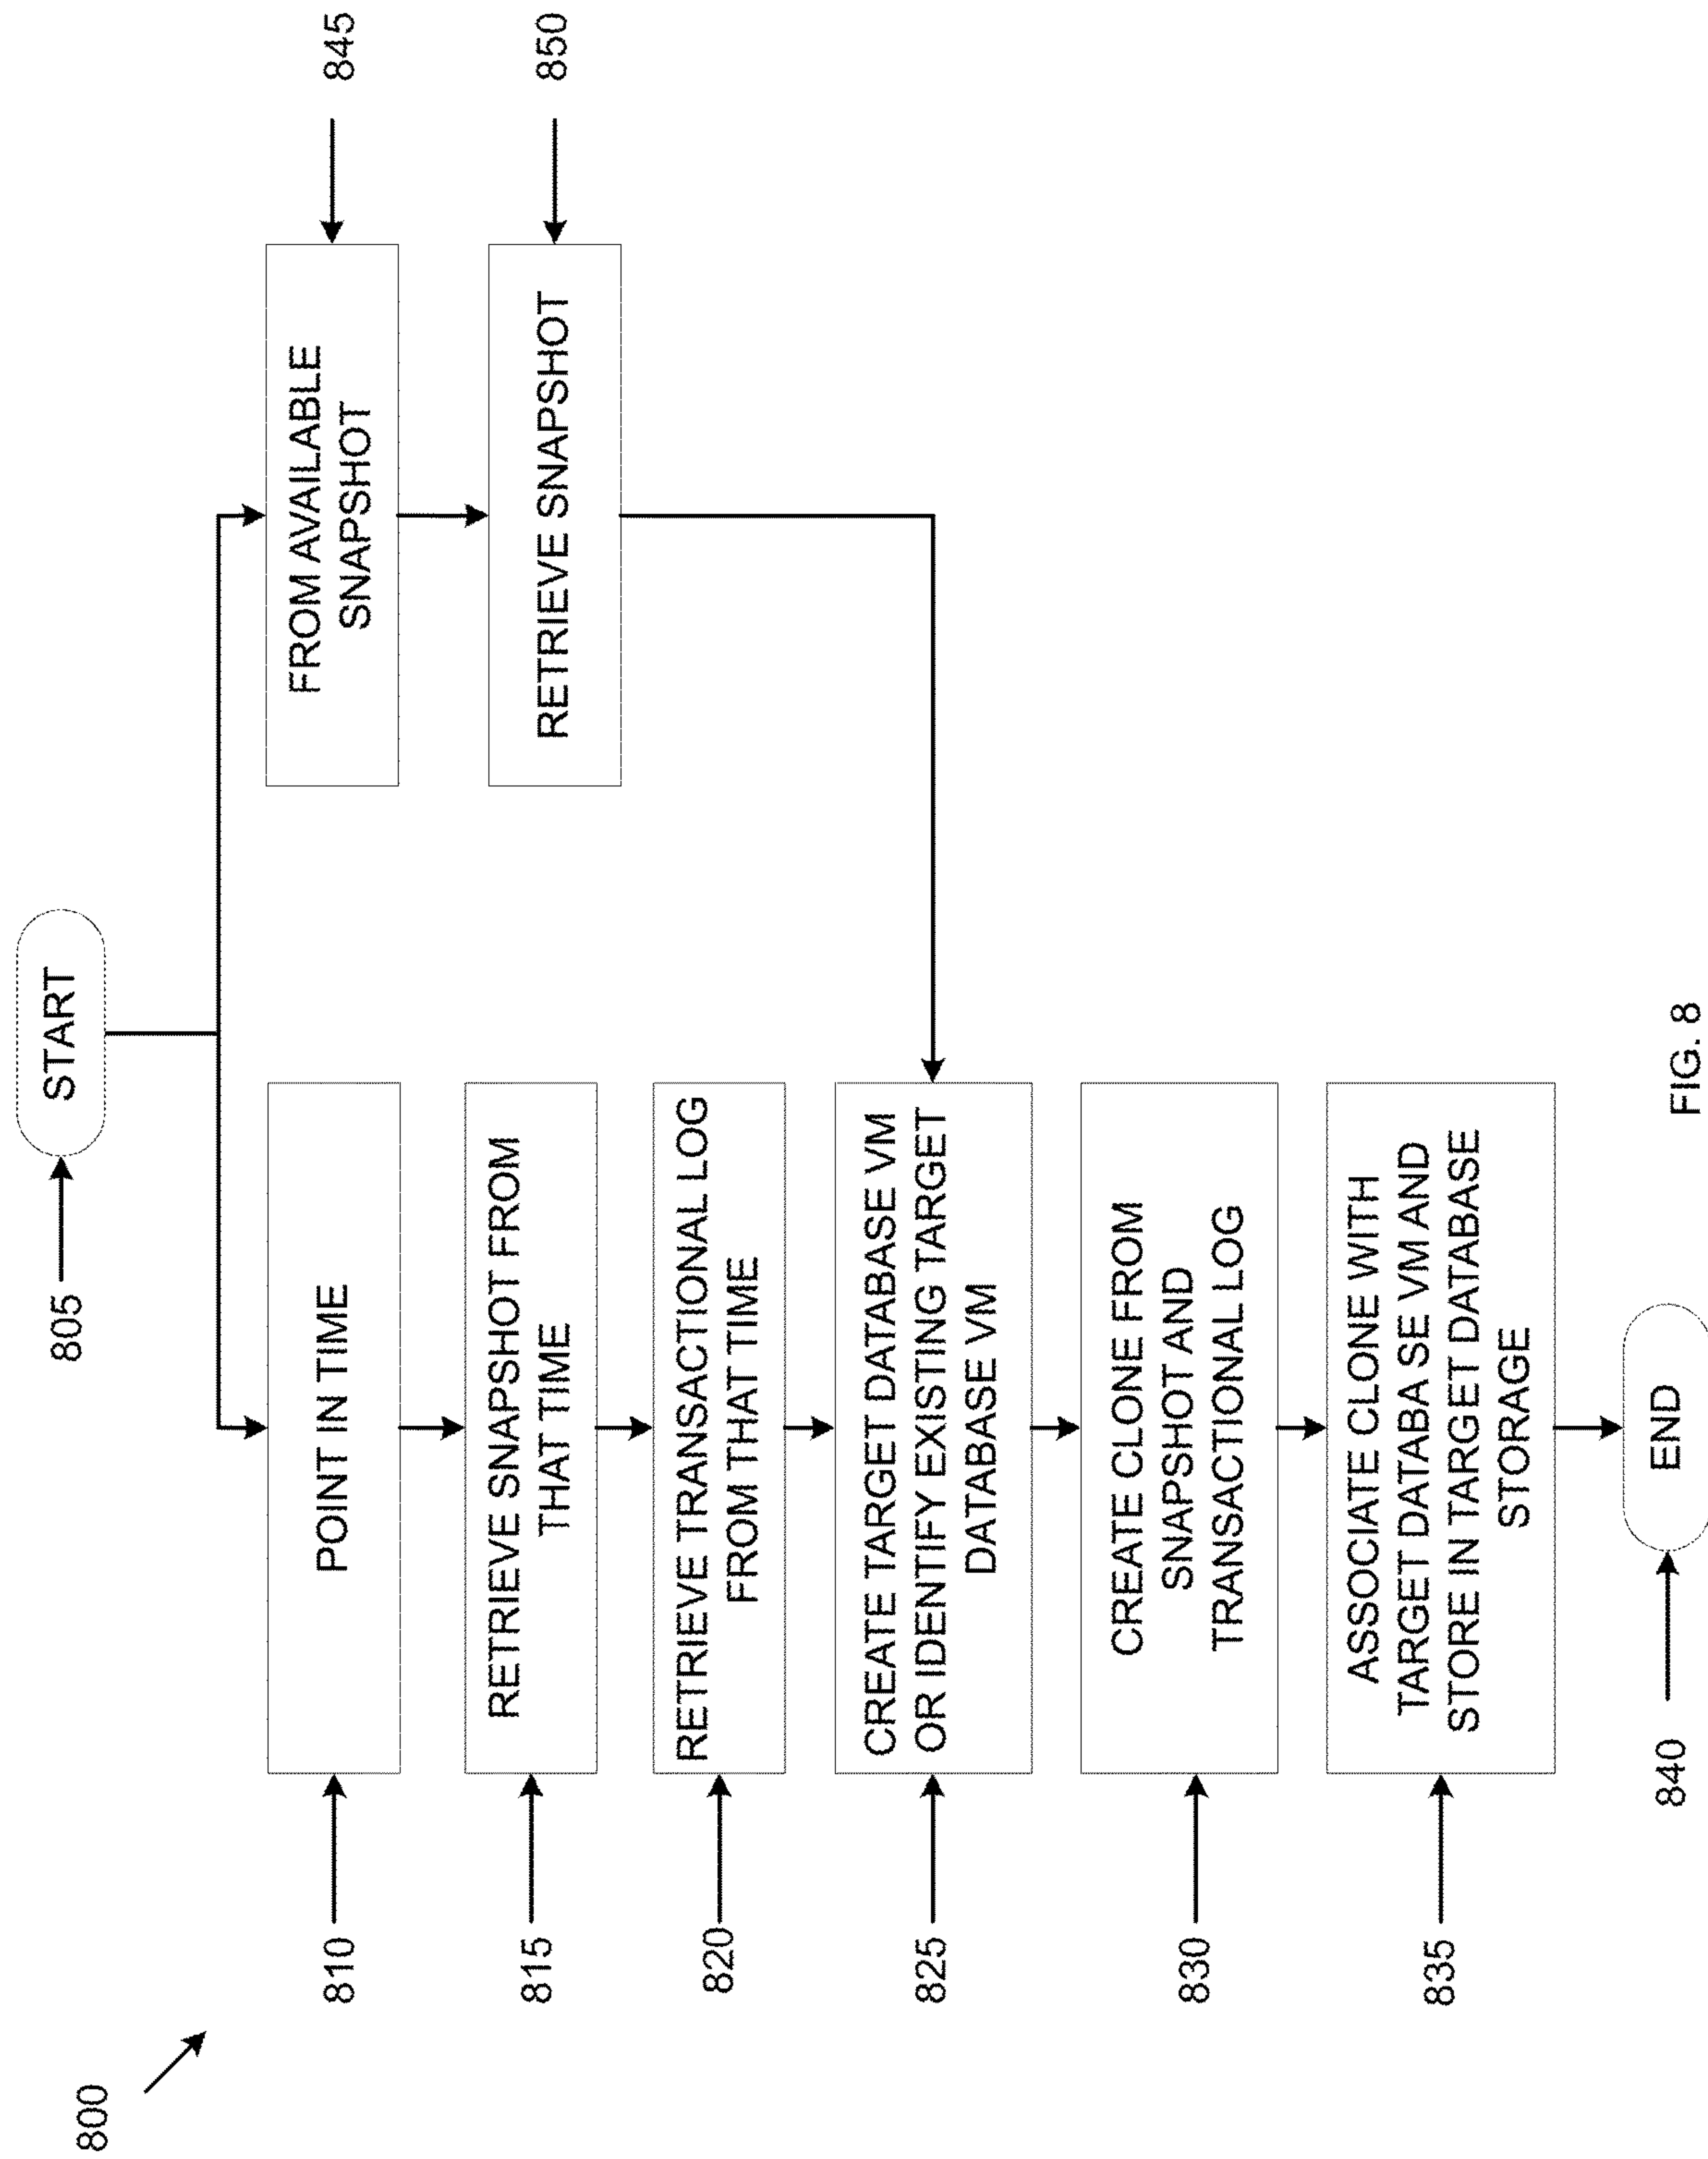 800
805
START
810
POINT IN TIME
845
FROM AVAILABLE
SNAPSHOT
815
RETRIEVE SNAPSHOT FROM
THAT TIME
850
RETRIEVE SNAPSHOT
820
RETRIEVE TRANSACTIONAL LOG
FROM THAT TIME
825
CREATE TARGET DATABASE VM
OR IDENTIFY EXISTING TARGET
DATABASE VM
830
CREATE CLONE FROM
SNAPSHOT AND
TRANSACTIONAL LOG
835
ASSOCIATE CLONE WITH
TARGET DATABA SE VM AND
STORE IN TARGET DATABASE
STORAGE
840
END
FIG. 8